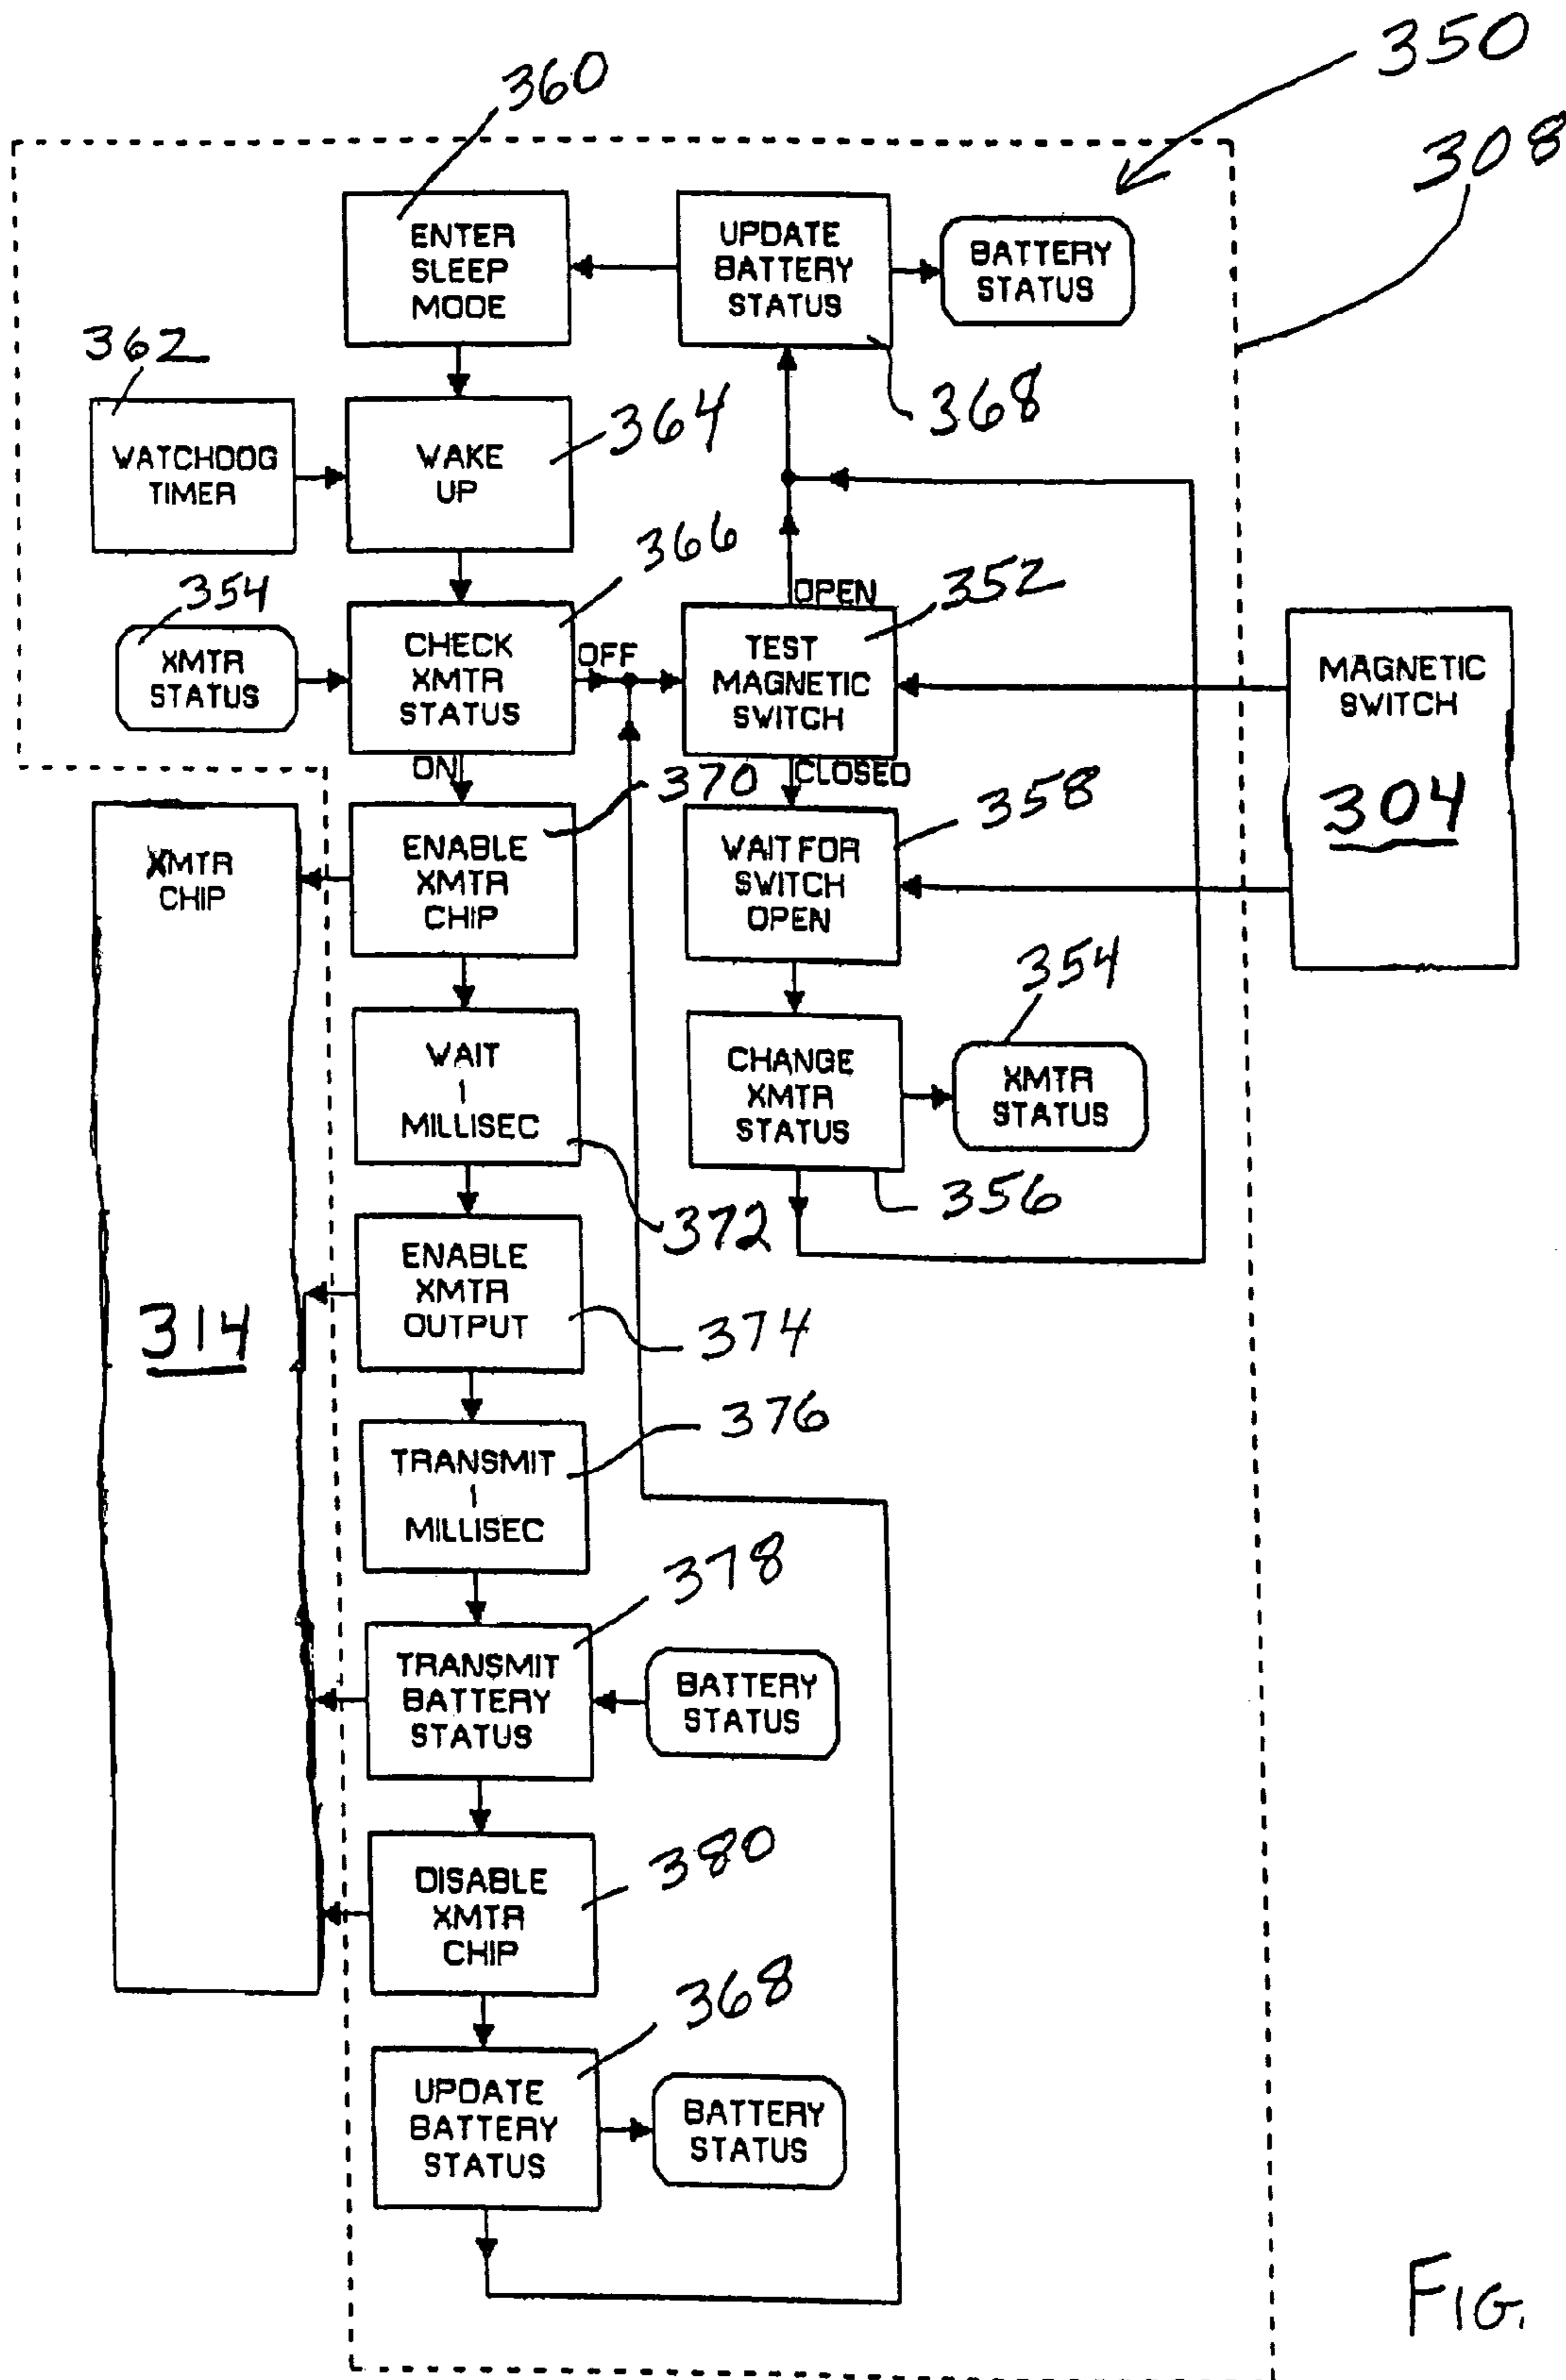 350
308
360
ENTER
SLEEP
MODE
UPDATE
BATTERY
STATUS
BATTERY
STATUS
368
362
WATCHDOG
TIMER
WAKE
UP
364
366
354
XMTR
STATUS
CHECK
XMTR
STATUS
OFF
ON
OPEN
352
TEST
MAGNETIC
SWITCH
CLOSED
MAGNETIC
SWITCH
304
370
358
XMTR
CHIP
314
ENABLE
XMTR
CHIP
WAIT FOR
SWITCH
OPEN
354
WAIT
1
MILLISEC
372
CHANGE
XMTR
STATUS
XMTR
STATUS
356
ENABLE
XMTR
OUTPUT
374
376
TRANSMIT
1
MILLISEC
378
TRANSMIT
BATTERY
STATUS
BATTERY
STATUS
380
DISABLE
XMTR
CHIP
368
UPDATE
BATTERY
STATUS
BATTERY
STATUS
FIG.